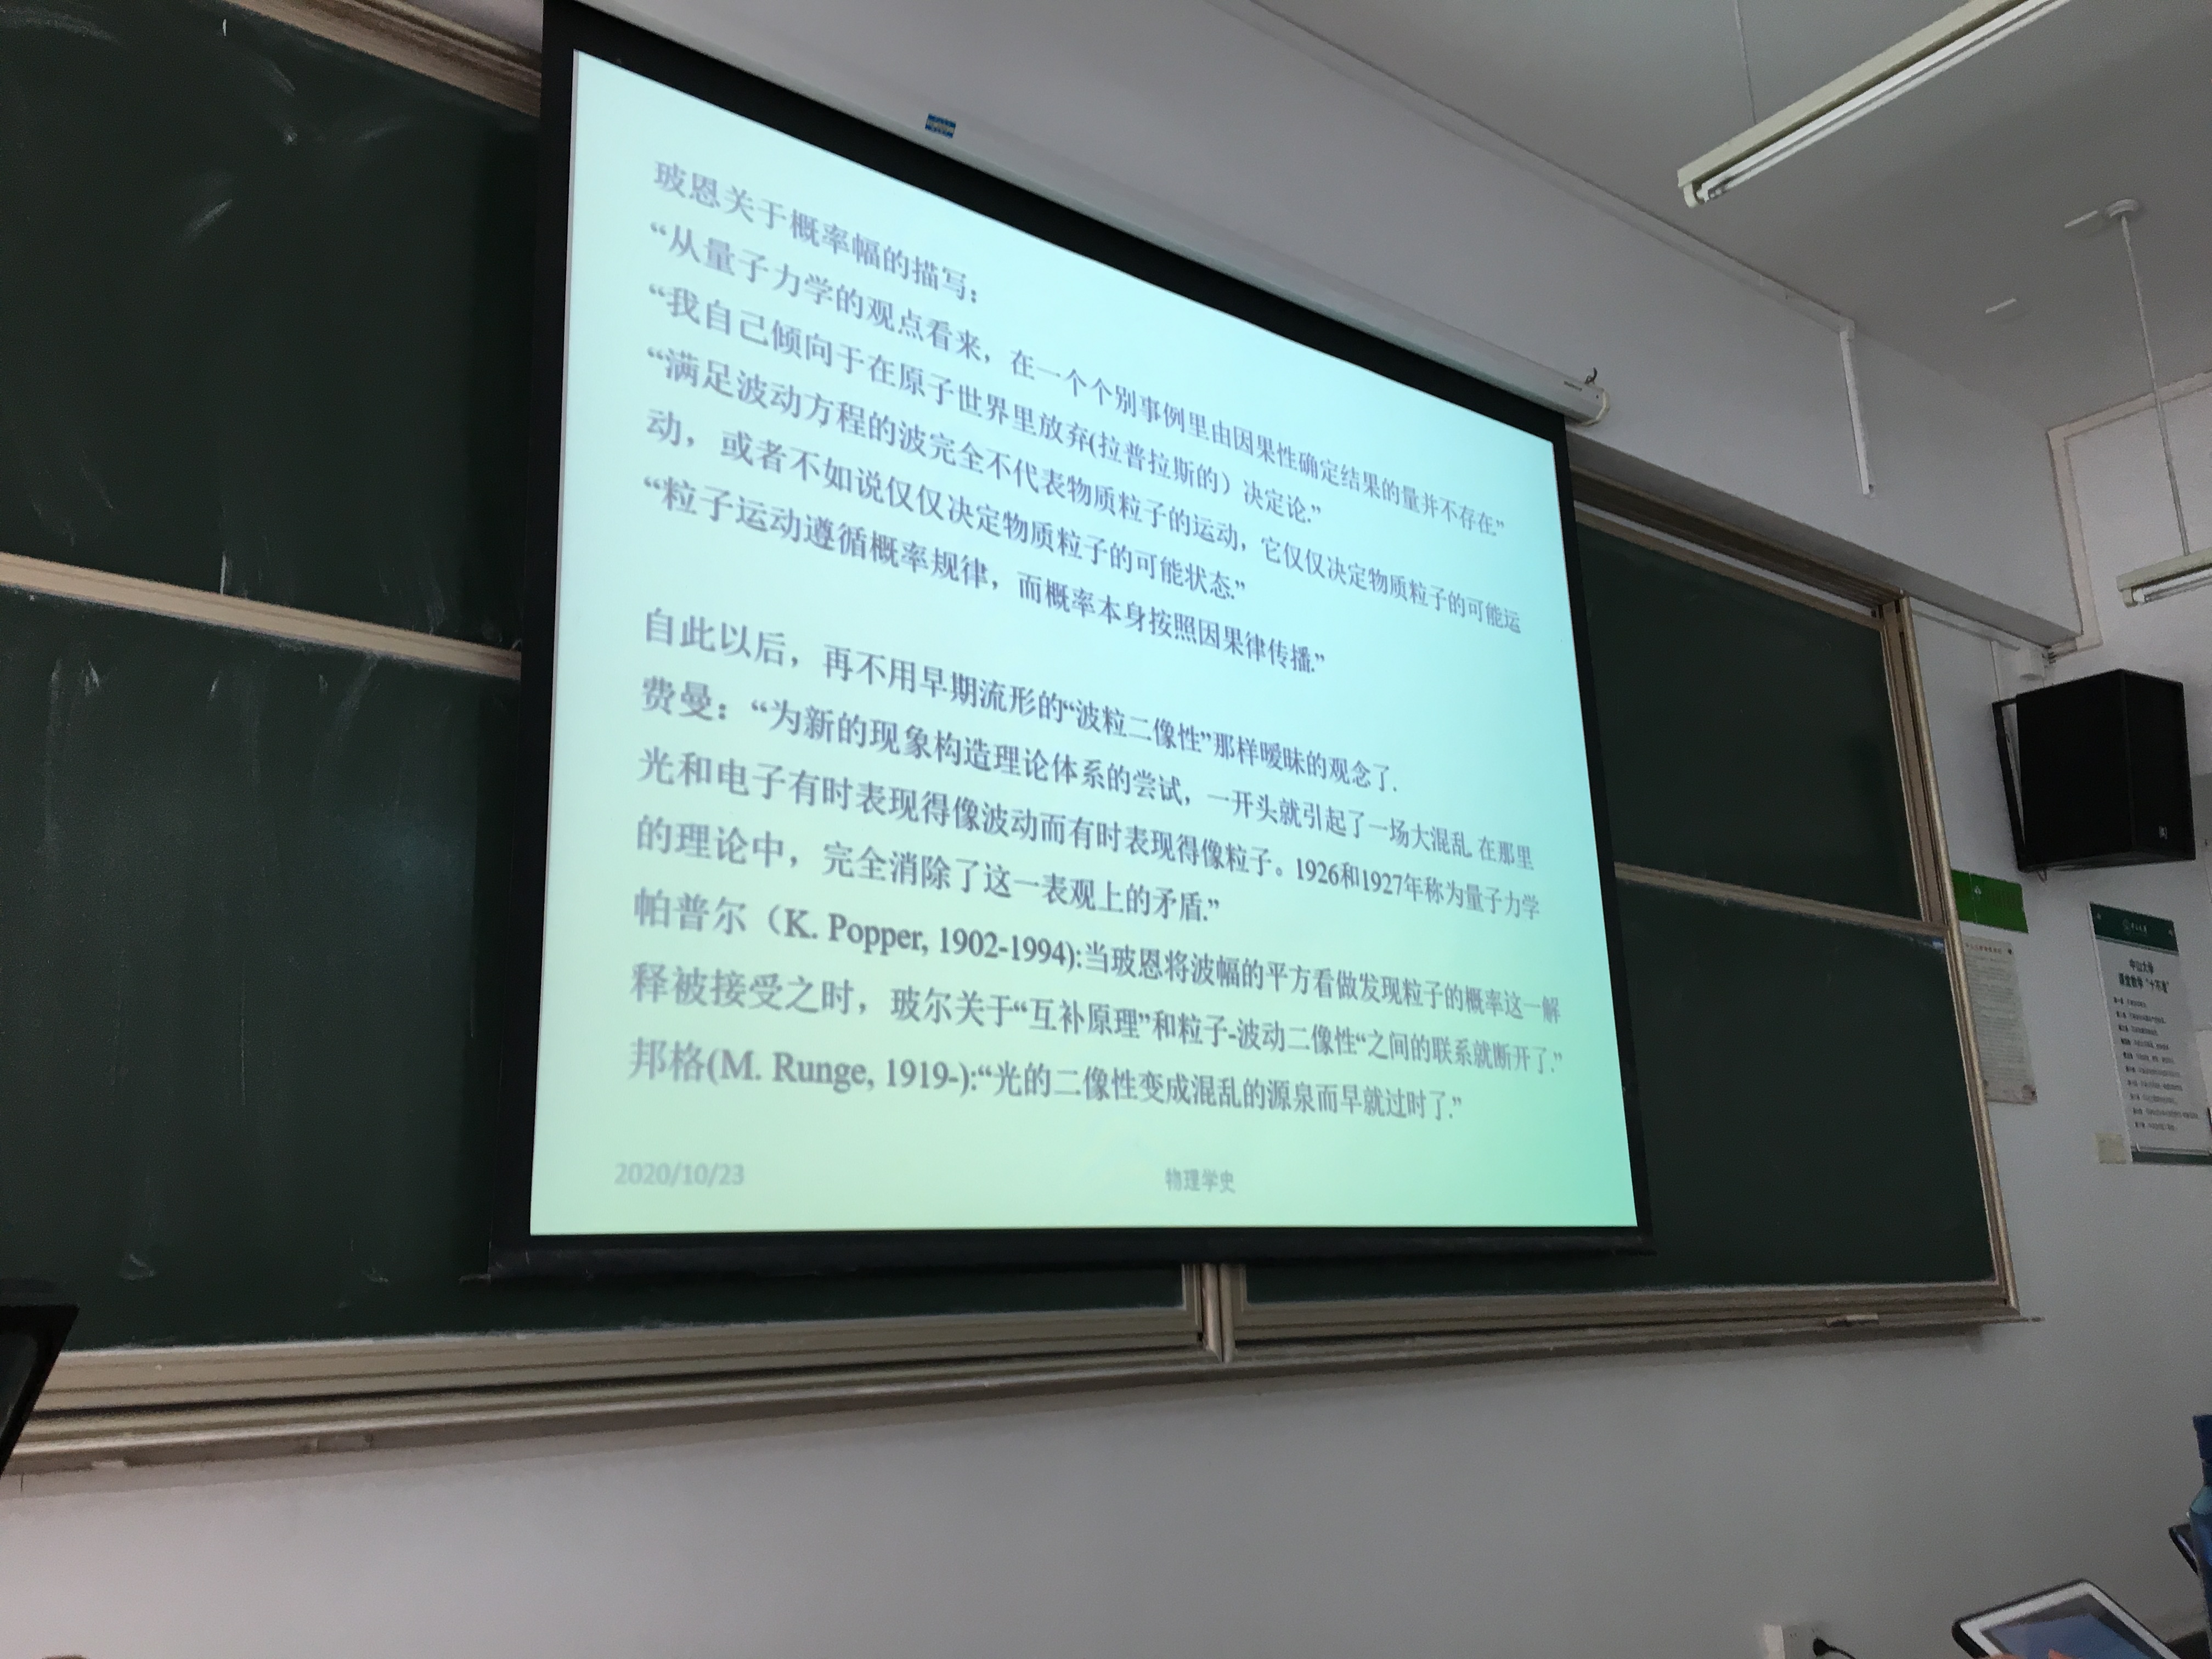 玻恩关于概率幅的描写：
“从量子力学的观点看来，在一个个别事例里由因果性确定结果的量并不存在”
“我自己倾向于在原子世界里放弃(拉普拉斯的）决定论.”
“满足波动方程的波完全不代表物质粒子的运动，它仅仅决定物质粒子的可能运
动，或者不如说仅仅决定物质粒子的可能状态.”
“粒子运动遵循概率规律，而概率本身按照因果律传播.”
自此以后，再不用早期流形的“波粒二像性”那样暧昧的观念了.
费曼：“为新的现象构造理论体系的尝试，一开头就引起了一场大混乱. 在那里
光和电子有时表现得像波动而有时表现得像粒子。1926和1927年称为量子力学
的理论中，完全消除了这一表观上的矛盾.”
帕普尔（K. Popper, 1902-1994):当玻恩将波幅的平方看做发现粒子的概率这一解
释被接受之时，玻尔关于“互补原理”和粒子-波动二像性“之间的联系就断开了.”
邦格(M. Runge, 1919-):“光的二像性变成混乱的源泉而早就过时了.”
2020/10/23
物理学史
中山大学
课堂教学“十不准”